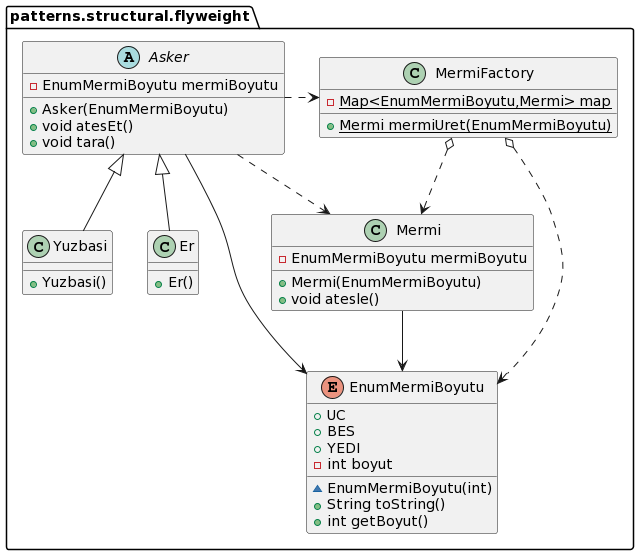 patterns.structural.flyweight
A Asker
EnumMermiBoyutu mermiBoyutu
Asker(EnumMermiBoyutu)
void atesEt()
void tara()
C MermiFactory
Map<EnumMermiBoyutu,Mermi> map
Mermi mermiUret(EnumMermiBoyutu)
C Yuzbasi
Yuzbasi()
C Er
Er()
C Mermi
EnumMermiBoyutu mermiBoyutu
Mermi(EnumMermiBoyutu)
void atesle()
E EnumMermiBoyutu
UC
BES
YEDI
int boyut
EnumMermiBoyutu(int)
String toString()
int getBoyut()